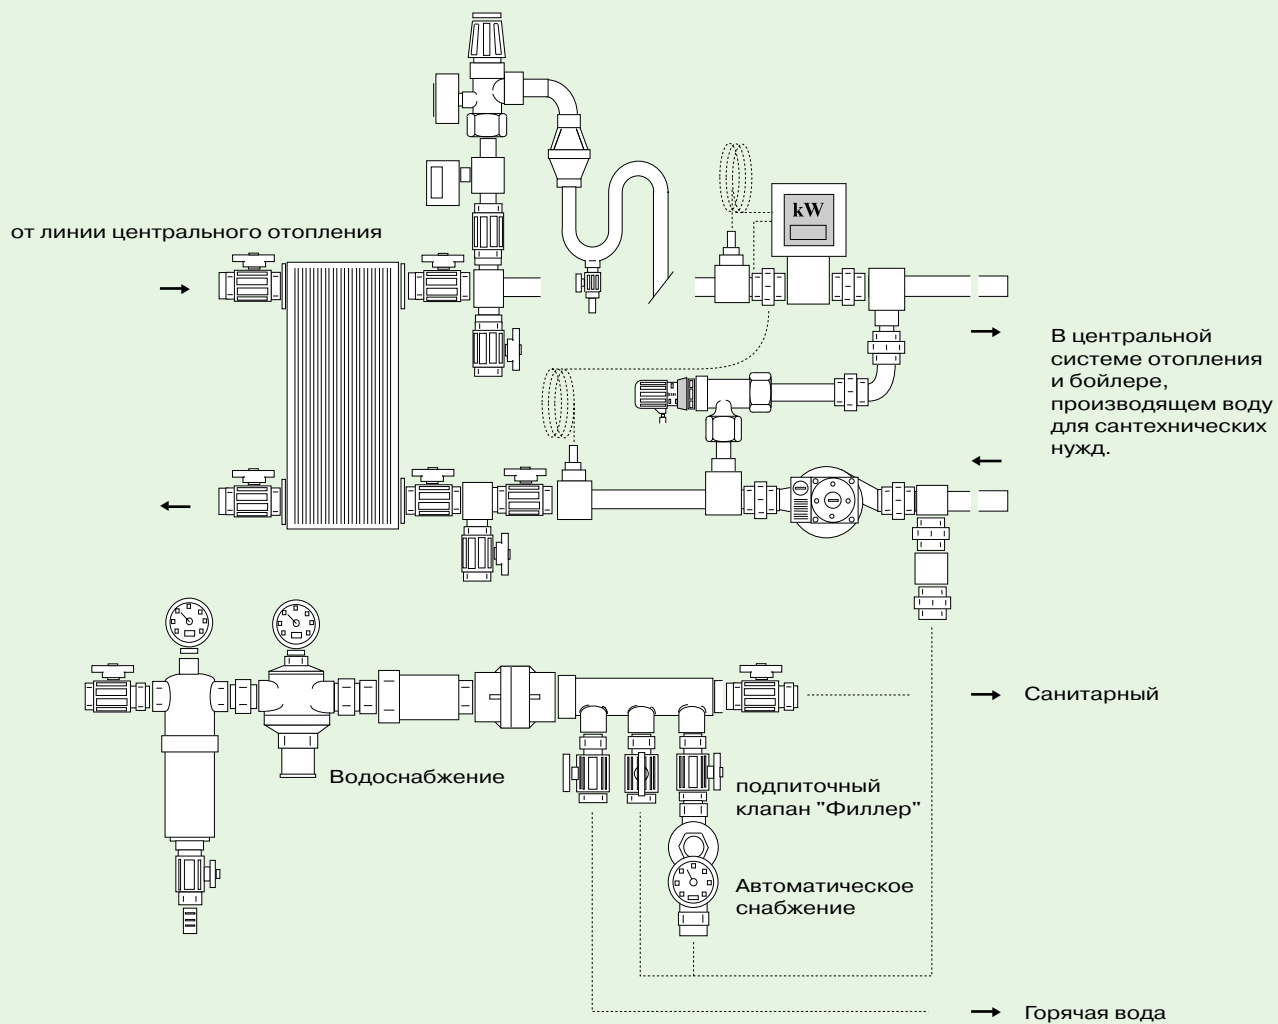 kW
от линии центрального отопления
В центральной
системе отопления
и бойлере,
производящем воду
для сантехнических
нужд.
Санитарный
Водоснабжение
подпиточный
клапан "Филлер"
Автоматическое
снабжение
Горячая вода